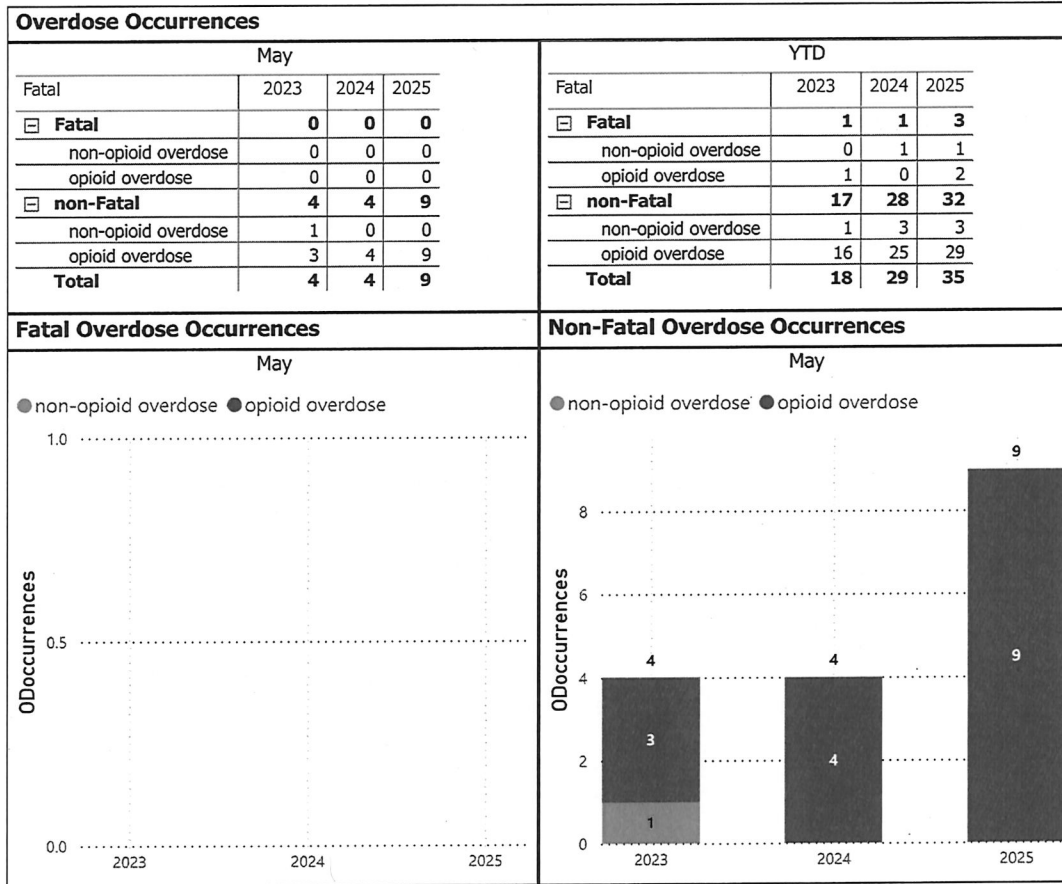 Overdose Occurrences
May
Fatal 2023 2024 2025
Fatal 0 0 0
non-opioid overdose 0 0 0
opioid overdose 0 0 0
non-Fatal 4 4 9
non-opioid overdose 1 0 0
opioid overdose 3 4 9
Total 4 4 9
YTD
Fatal 2023 2024 2025
Fatal 1 1 3
non-opioid overdose 0 1 1
opioid overdose 1 0 2
non-Fatal 17 28 32
non-opioid overdose 1 3 3
opioid overdose 16 25 29
Total 18 29 35
Fatal Overdose Occurrences
May
non-opioid overdose opioid overdose
1.0
0.5
0.0
ODoccurrences
2023 2024 2025
Non-Fatal Overdose Occurrences
May
non-opioid overdose opioid overdose
9
8
6
4 4
4
2
0
3
1
4
9
ODoccurrences
2023 2024 2025